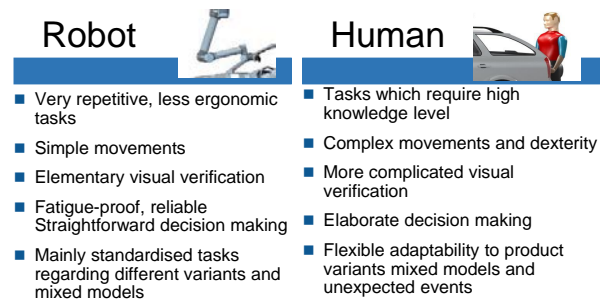 Robot
Very repetitive, less ergonomic
tasks
Simple movements
Elementary visual verification
Fatigue-proof, reliable
Straightforward decision making
Mainly standardised tasks
regarding different variants and
mixed models
Human
Tasks which require high
knowledge level
Complex movements and dexterity
More complicated visual
verification
Elaborate decision making
Flexible adaptability to product
variants mixed models and
unexpected events